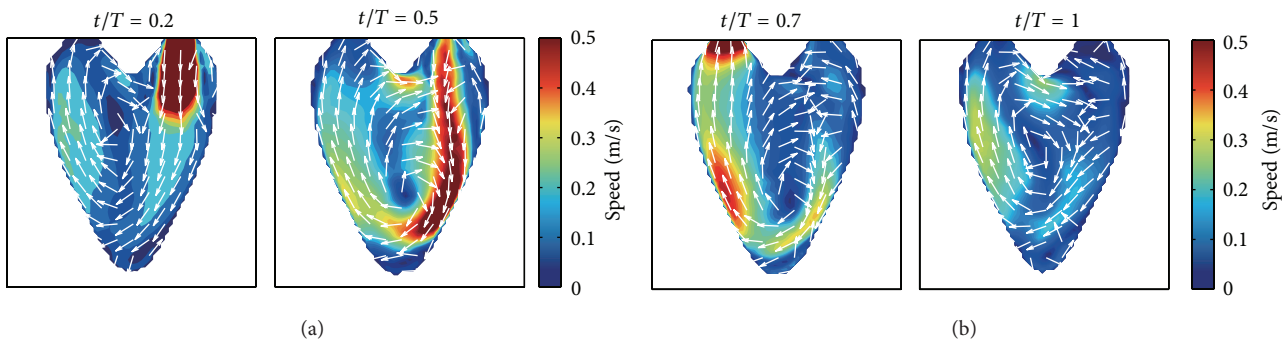 t/T = 0.2
t/T = 0.5
0.5
0.4
0.3
0.2
0.1
0
Speed (m/s)
(a)
t/T = 0.7
t/T = 1
0.5
0.4
0.3
0.2
0.1
0
Speed (m/s)
(b)